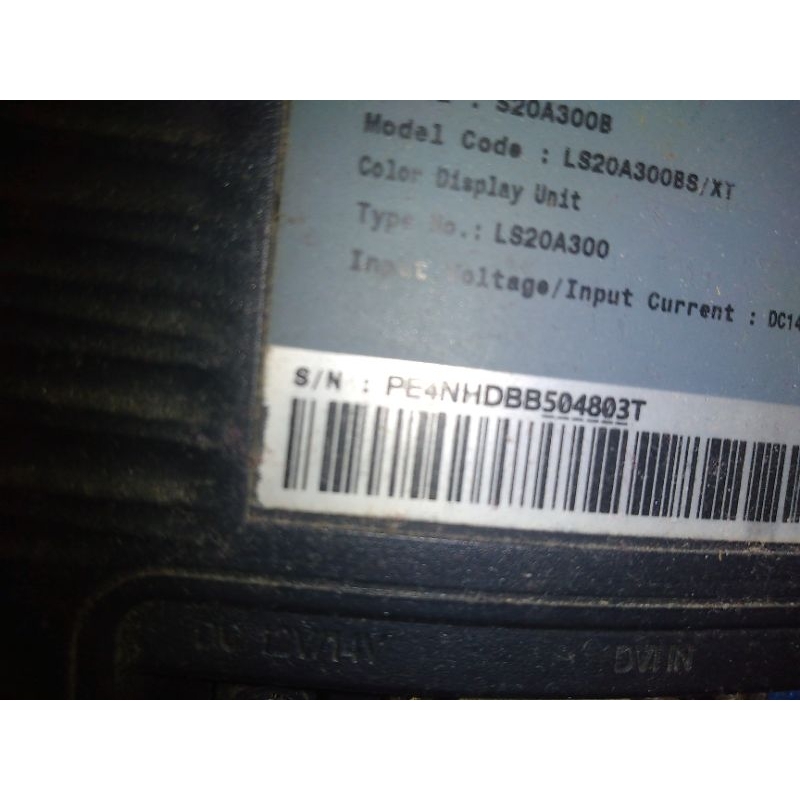 : S20A300B
Model Code : LS20A300BS/XT
Color Display Unit
Type No.: LS20A300
Input Voltage/Input Current : DC14
S/N : PE4NHDBB504803T
DVI IN